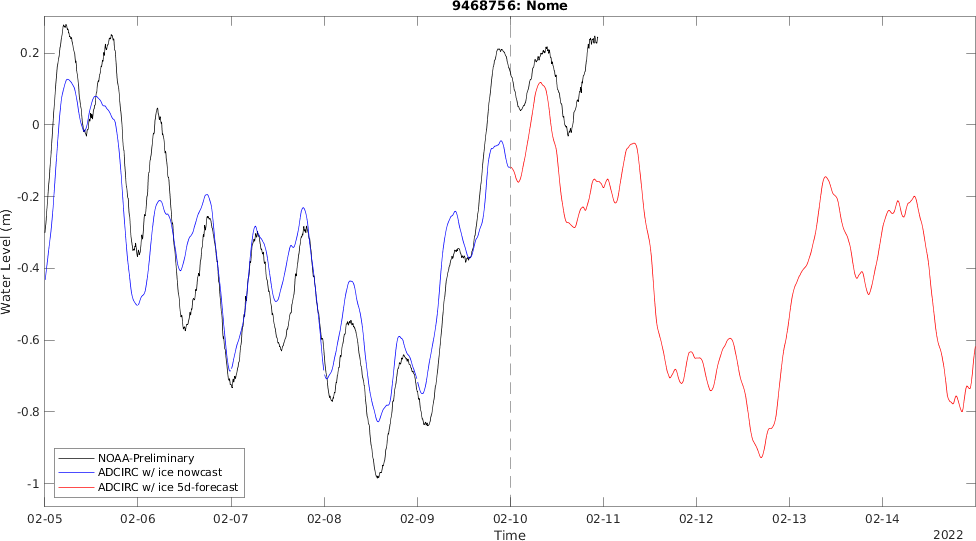 9468756: Nome
0.2
0
-0.2
-0.4
-0.6
-0.8
-1
Water Level (m)
NOAA-Preliminary
ADCIRC w/ ice nowcast
ADCIRC w/ ice 5d-forecast
02-05 02-06 02-07 02-08 02-09 02-10 02-11 02-12 02-13 02-14
Time
2022